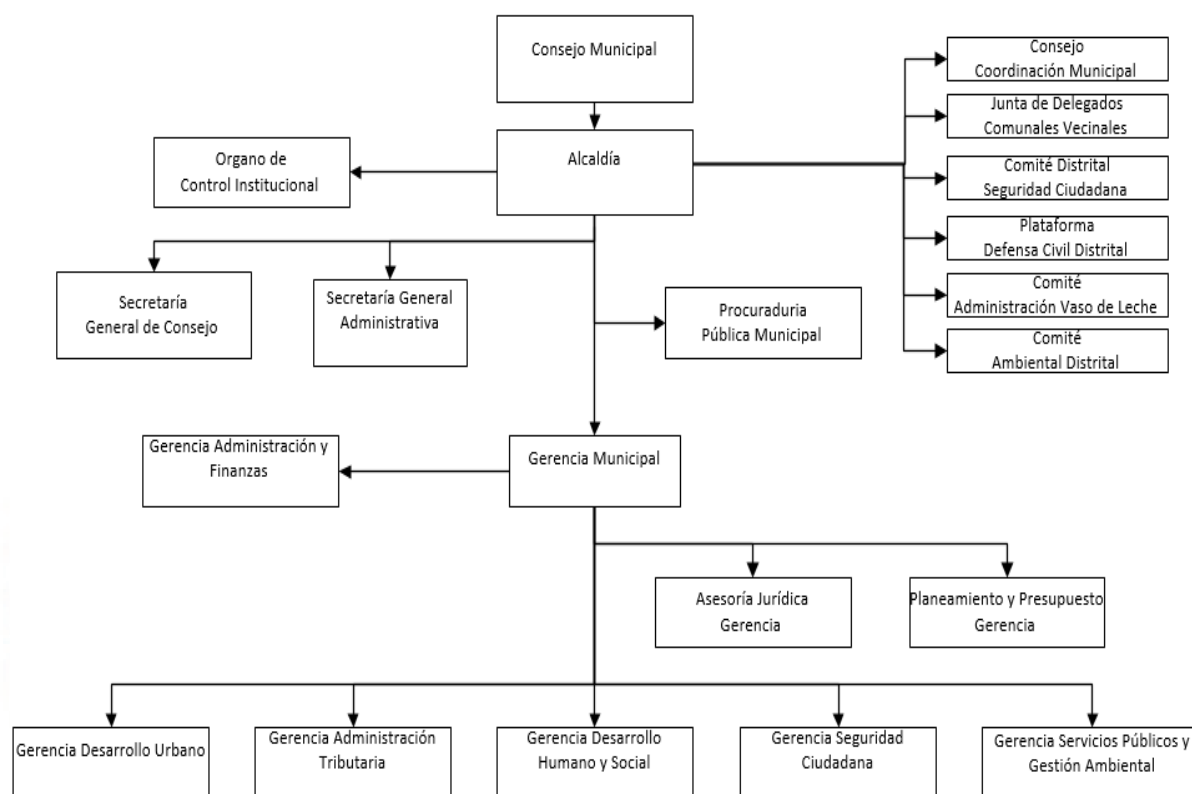 Consejo Municipal
Consejo
Coordinación Municipal
Junta de Delegados
Comunales Vecinales
Alcaldía
Organo de
Control Institucional
Comité Distrital
Seguridad Ciudadana
Plataforma
Defensa Civil Distrital
Secretaría
General de Consejo
Secretaría General
Administrativa
Procuraduria
Pública Municipal
Comité
Administración Vaso de Leche
Comité
Ambiental Distrital
Gerencia Administración y
Finanzas
Gerencia Municipal
Asesoría Jurídica
Gerencia
Planeamiento y Presupuesto
Gerencia
Gerencia Desarrollo Urbano
Gerencia Administración
Tributaria
Gerencia Desarrollo
Humano y Social
Gerencia Seguridad
Ciudadana
Gerencia Servicios Públicos y
Gestión Ambiental